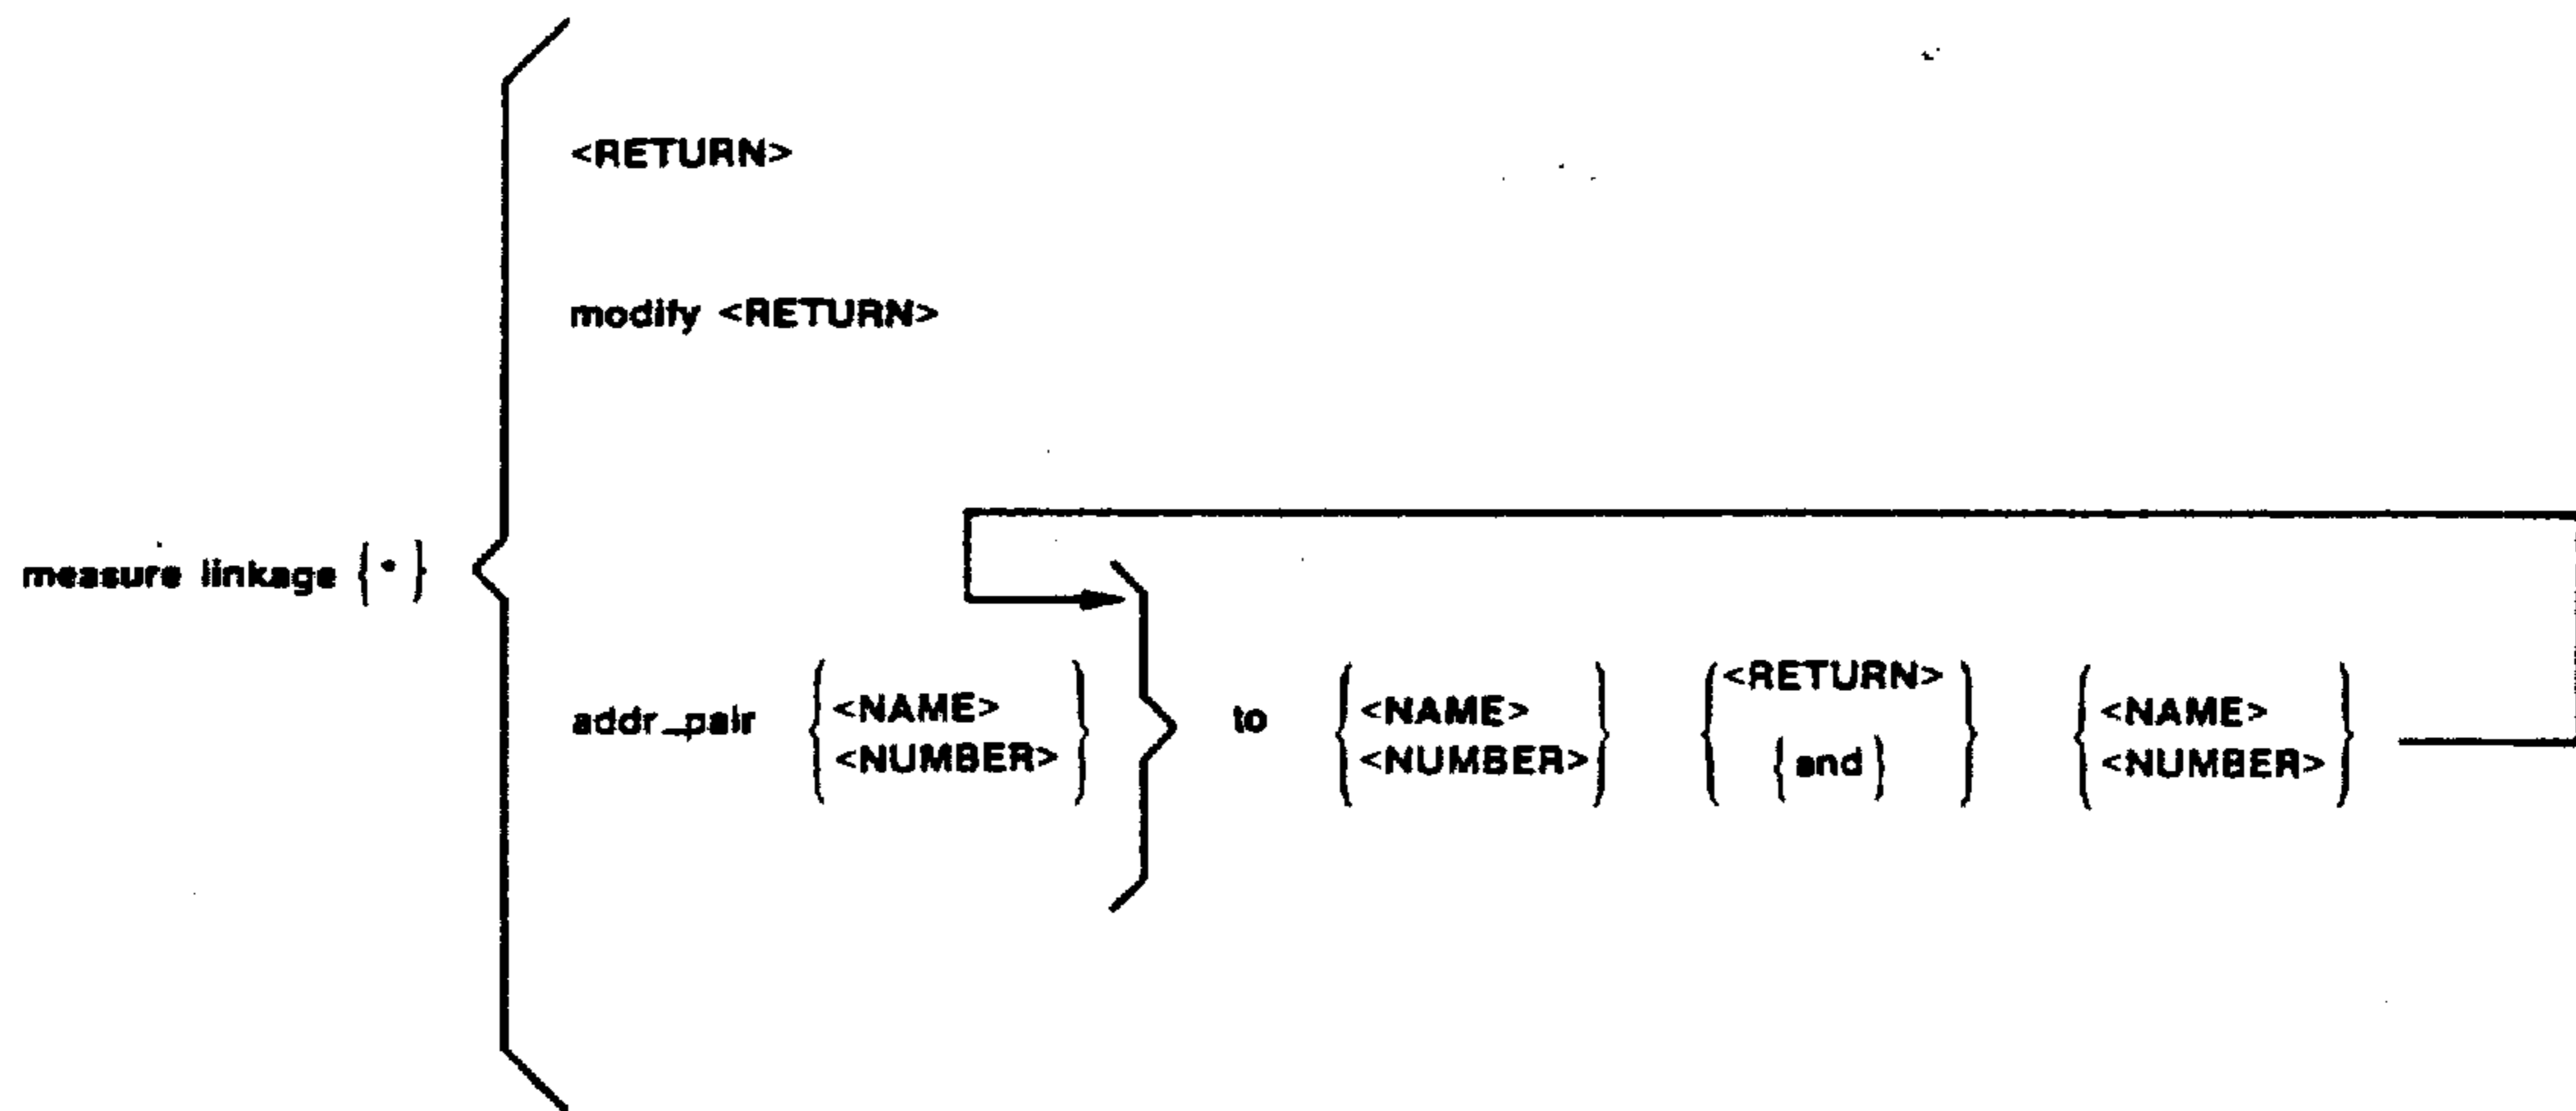 <RETURN>
modify <RETURN>
measure linkage { * }
addr_pair { <NAME> <NUMBER> } to { <NAME> <NUMBER> } { <RETURN> { and } } { <NAME> <NUMBER> }